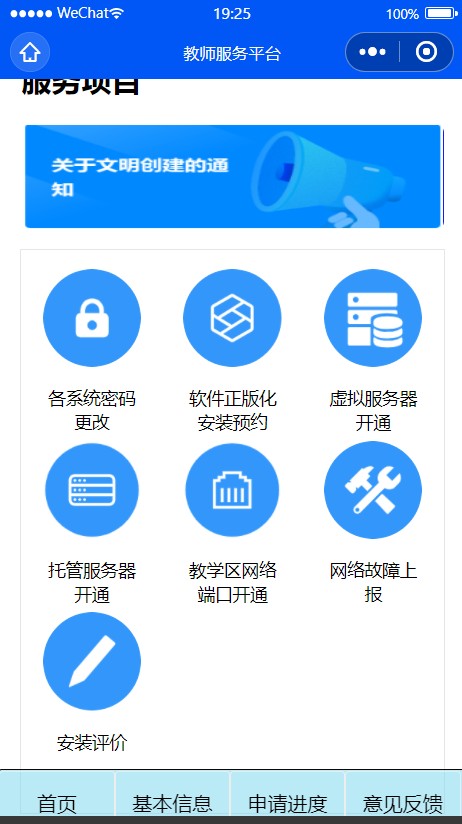 WeChat 19:25 100%
教师服务平台
服务项目
关于文明创建的通
知
各系统密码 软件正版化 虚拟服务器
更改 安装预约 开通
托管服务器 教学区网络 网络故障上
开通 端口开通 报
安装评价
首页 基本信息 申请进度 意见反馈